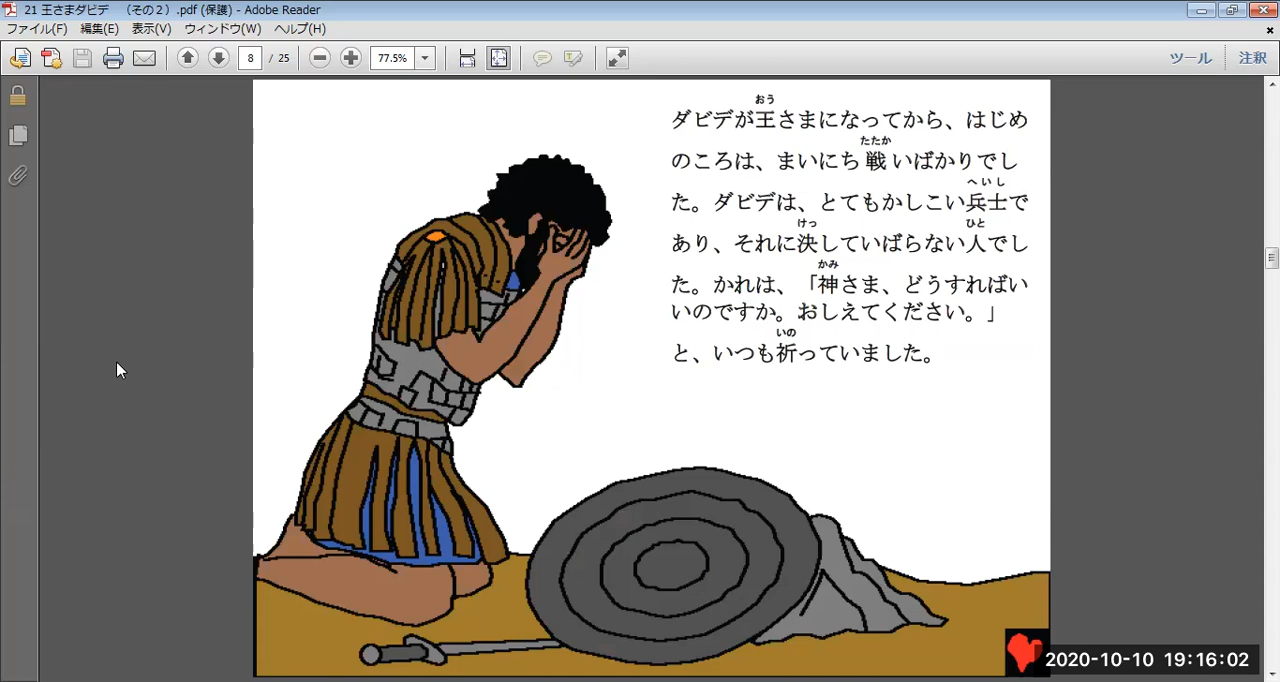 21 王さまダビデ （その２）.pdf (保護) - Adobe Reader
ファイル(F) 編集(E) 表示(V) ウィンドウ(W) ヘルプ(H)
8 / 25 77.5% ツール 注釈
おう
ダビデが王さまになってから、はじめ
たたか
のころは、まいにち戦いばかりでし
へいし
た。ダビデは、とてもかしこい兵士で
けっ ひと
あり、それに決していばらない人でし
かみ
た。かれは、「神さま、どうすればい
いのですか。おしえてください。」
いの
と、いつも祈っていました。
2020-10-10 19:16:02